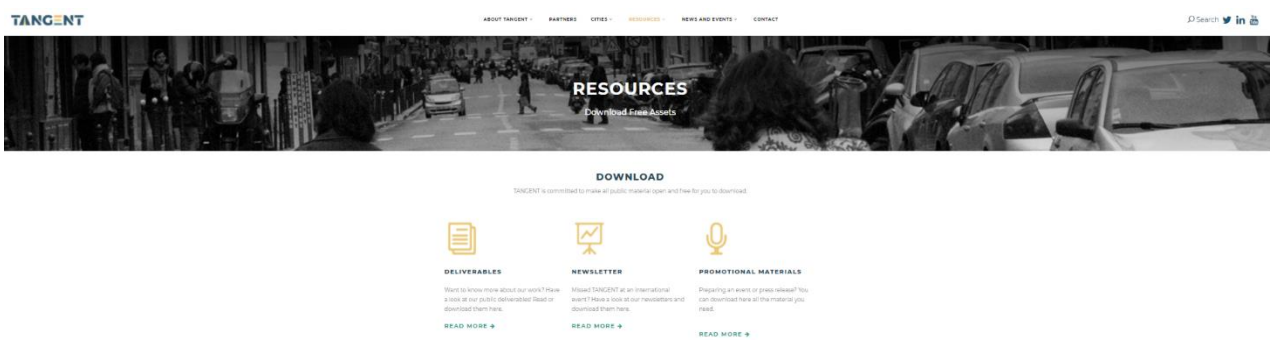 TANGENT
ABOUT TANGENT PARTNERS CITIES RESOURCES NEWS AND EVENTS CONTACT
Search
RESOURCES
Download Free Assets
DOWNLOAD
TANGENT is committed to make all public material open and free for you to download.
DELIVERABLES
Want to know more about our work? Have
a look at our public deliverables! Read or
download them here.
READ MORE →
NEWSLETTER
Missed TANGENT at an international
event? Have a look at our newsletters and
download them here.
READ MORE →
PROMOTIONAL MATERIALS
Preparing an event or press release? You
can download here all the material you
need.
READ MORE →